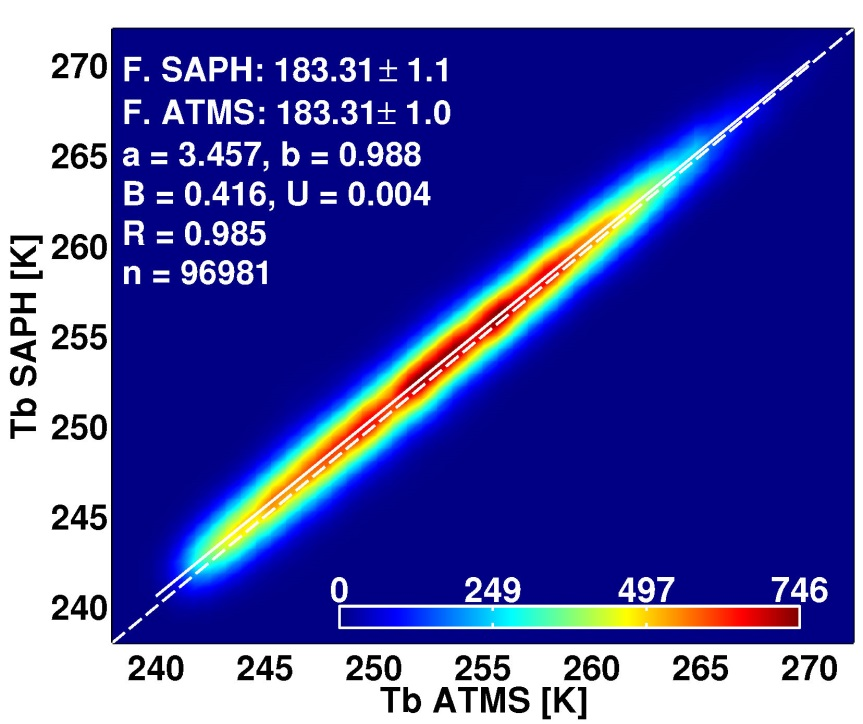 F. SAPH: 183.31± 1.1
F. ATMS: 183.31± 1.0
a = 3.457, b = 0.988
B = 0.416, U = 0.004
R = 0.985
n = 96981
270
265
260
255
250
245
240
Tb SAPH [K]
0 249 497 746
240 245 250 255 260 265 270
Tb ATMS [K]